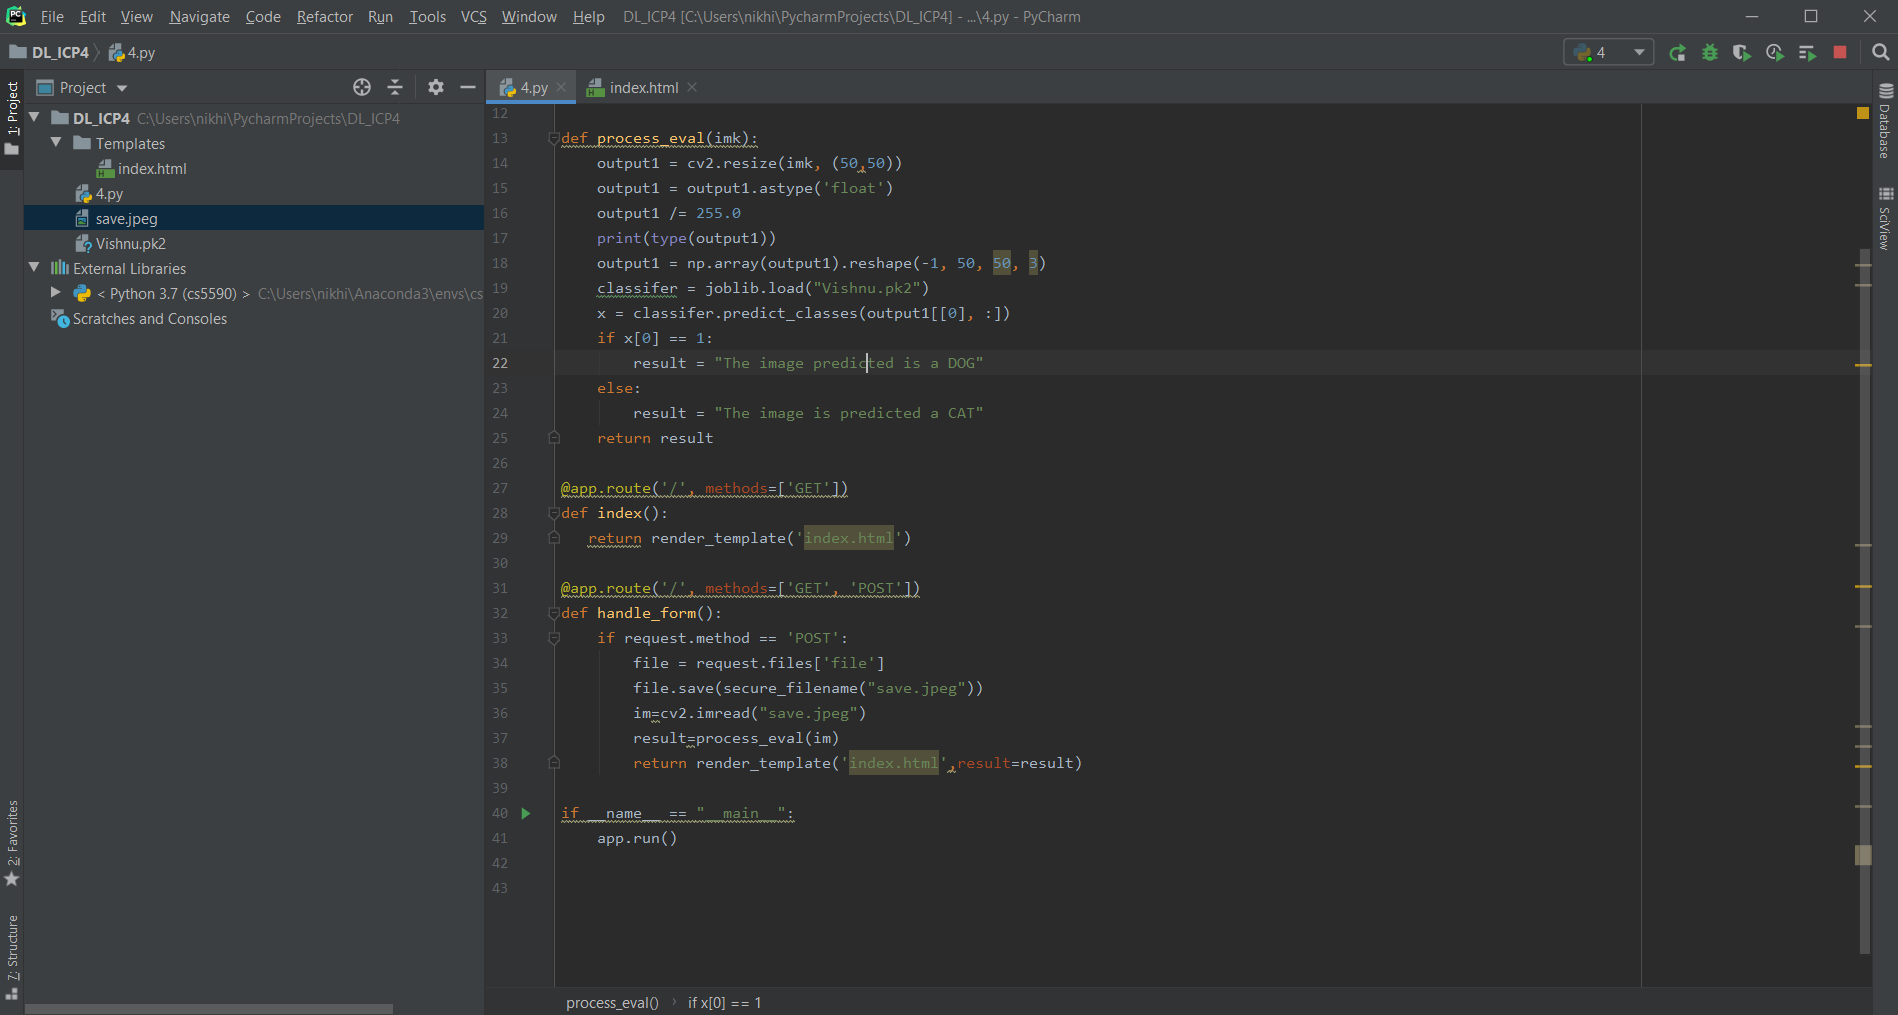 File Edit View Navigate Code Refactor Run Tools VCS Window Help DL_ICP4 [C:\Users\nikhi\PycharmProjects\DL_ICP4] - ...\4.py - PyCharm
DL_ICP4 4.py 4
1: Project
Project
4.py index.html
DL_ICP4 C:\Users\nikhi\PycharmProjects\DL_ICP4
Templates
index.html
4.py
save.jpeg
Vishnu.pk2
External Libraries
< Python 3.7 (cs5590) > C:\Users\nikhi\Anaconda3\envs\cs
Scratches and Consoles
12
13 def process_eval(imk):
14 output1 = cv2.resize(imk, (50,50))
15 output1 = output1.astype('float')
16 output1 /= 255.0
17 print(type(output1))
18 output1 = np.array(output1).reshape(-1, 50, 50, 3)
19 classifer = joblib.load("Vishnu.pk2")
20 x = classifer.predict_classes(output1[[0], :])
21 if x[0] == 1:
22 result = "The image predicted is a DOG"
23 else:
24 result = "The image is predicted a CAT"
25 return result
26
27 @app.route('/', methods=['GET'])
28 def index():
29 return render_template('index.html')
30
31 @app.route('/', methods=['GET', 'POST'])
32 def handle_form():
33 if request.method == 'POST':
34 file = request.files['file']
35 file.save(secure_filename("save.jpeg"))
36 im=cv2.imread("save.jpeg")
37 result=process_eval(im)
38 return render_template('index.html',result=result)
39
40 if __name__ == "__main__":
41 app.run()
42
43
process_eval() › if x[0] == 1
2: Favorites
7: Structure
Database
SciView